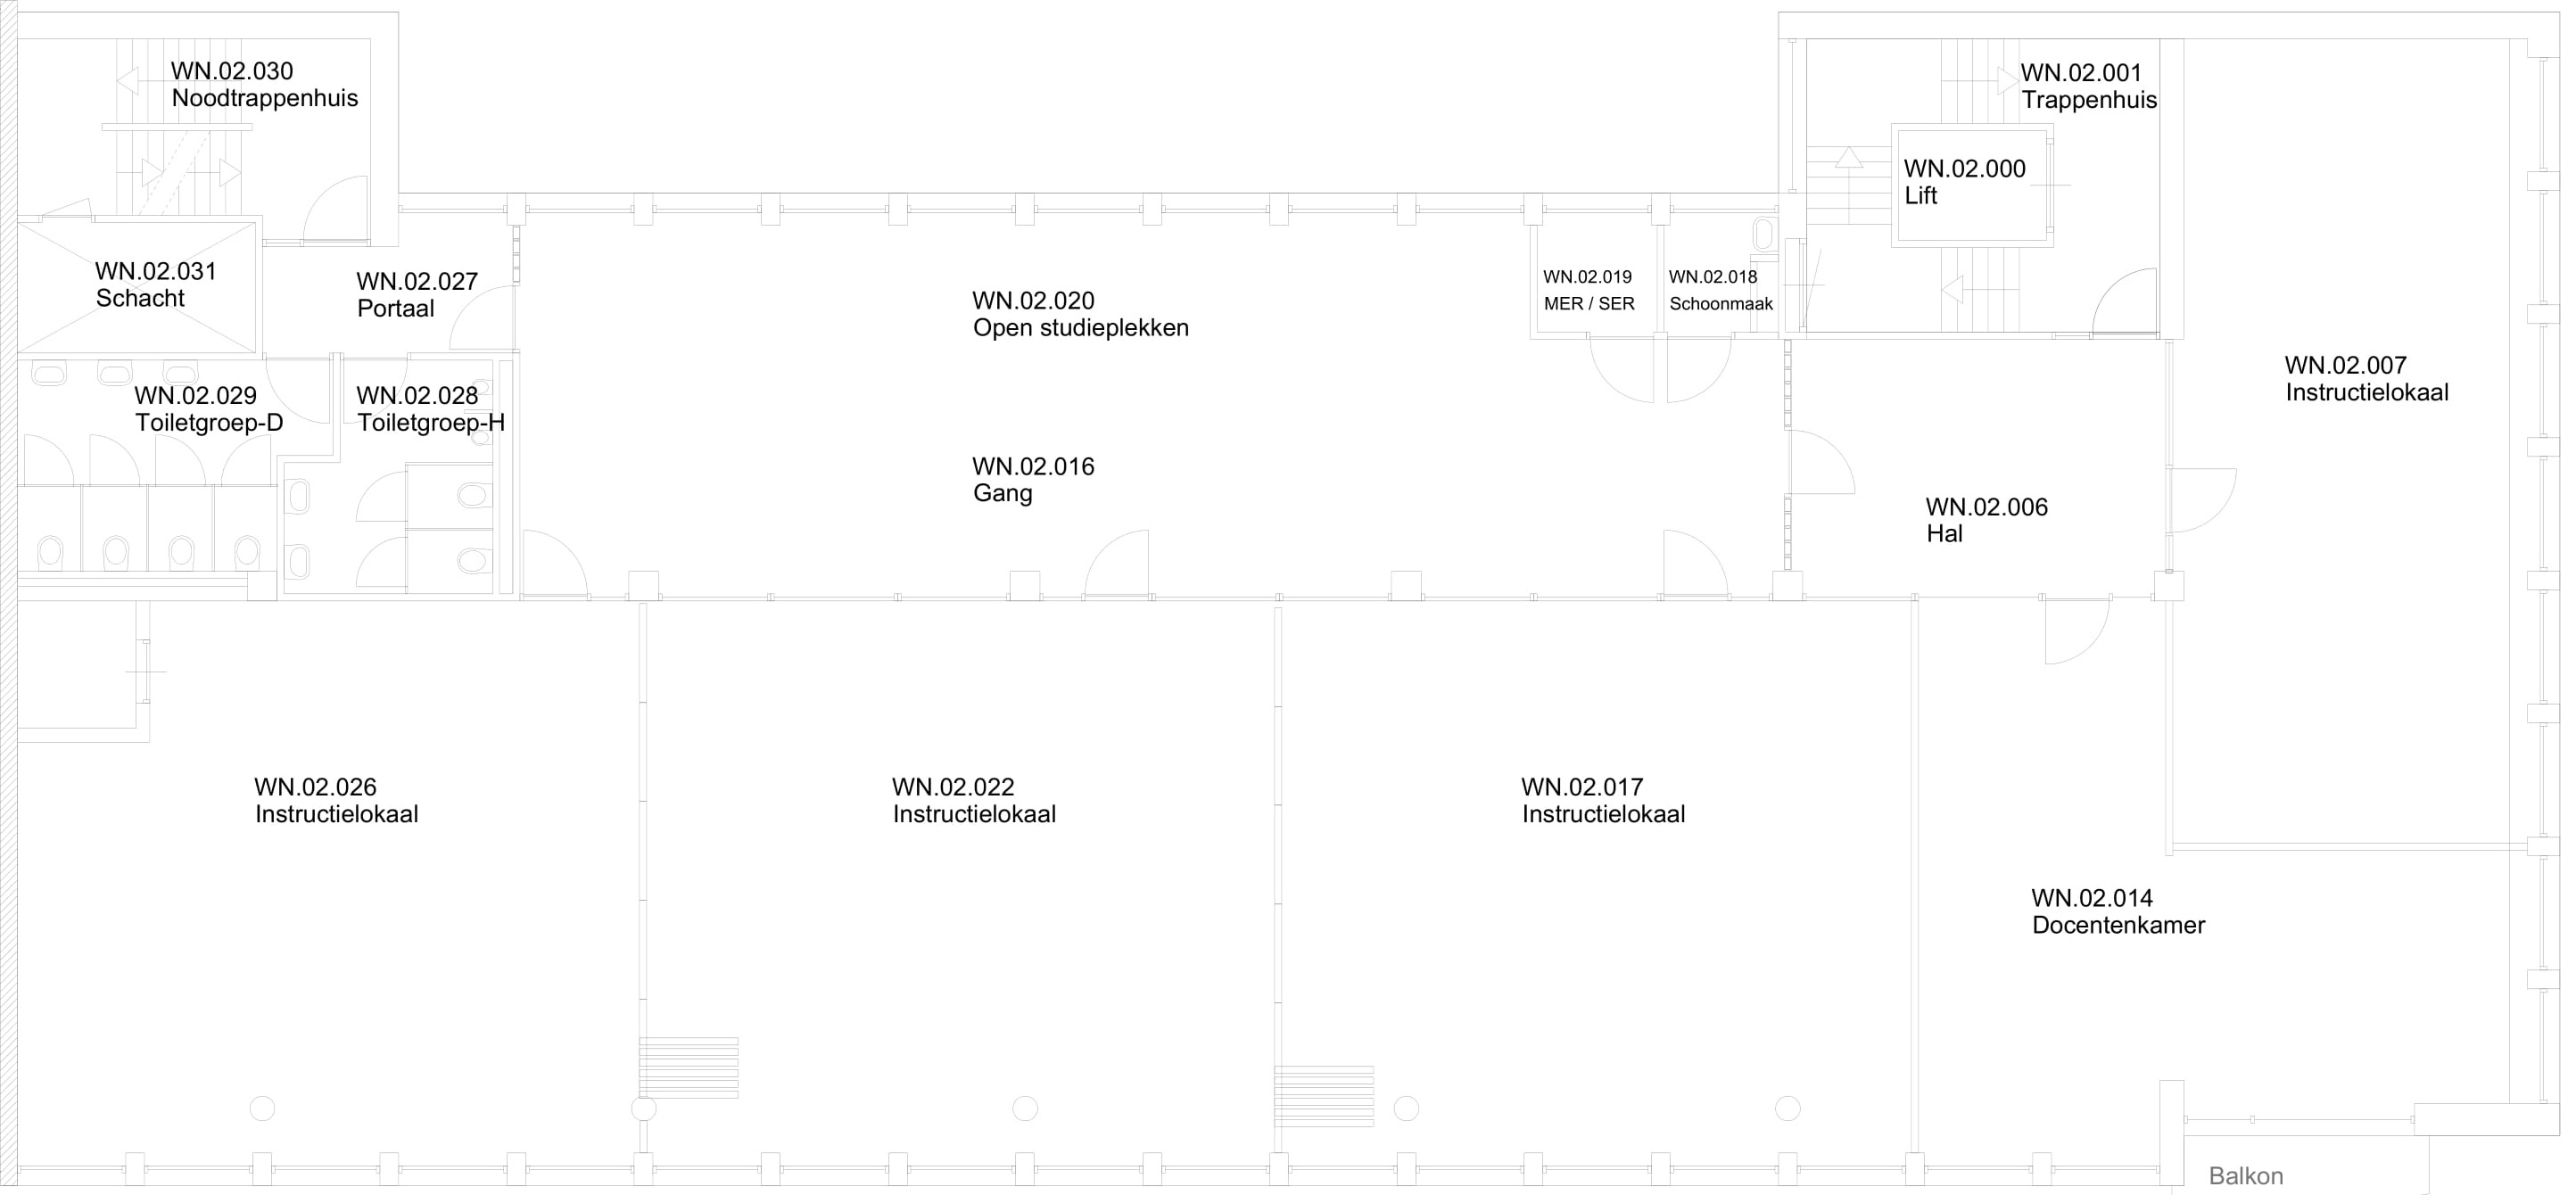 WN.02.030
Noodtrappenhuis
WN.02.001
Trappenhuis
WN.02.000
Lift
WN.02.031
Schacht
WN.02.027
Portaal
WN.02.020
Open studieplekken
WN.02.019
MER / SER
WN.02.018
Schoonmaak
WN.02.007
Instructielokaal
WN.02.029
Toiletgroep-D
WN.02.028
Toiletgroep-H
WN.02.016
Gang
WN.02.006
Hal
WN.02.026
Instructielokaal
WN.02.022
Instructielokaal
WN.02.017
Instructielokaal
WN.02.014
Docentenkamer
Balkon